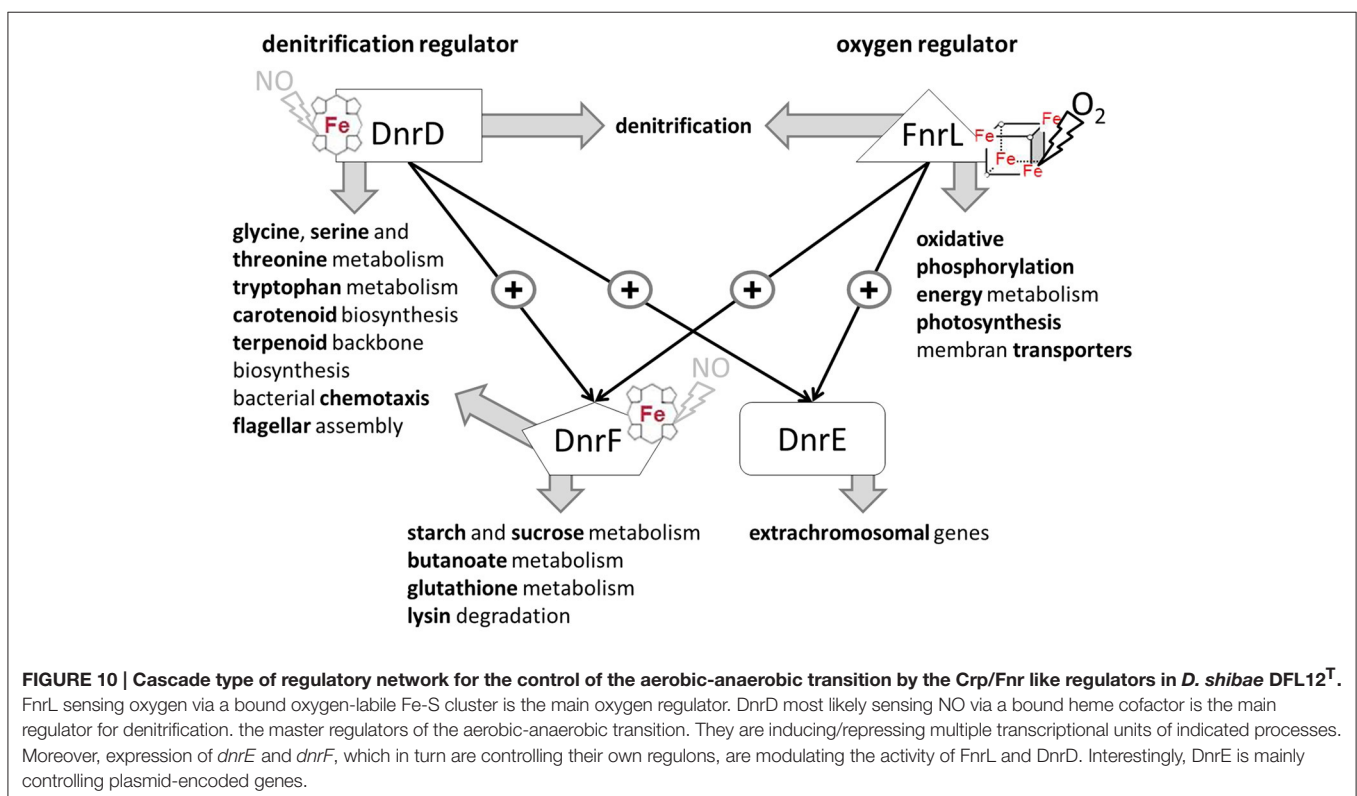 denitrification regulator
oxygen regulator
NO
Fe
DnrD
denitrification
FnrL
Fe
Fe
Fe
Fe
O2
glycine, serine and
threonine metabolism
tryptophan metabolism
carotenoid biosynthesis
terpenoid backbone
biosynthesis
bacterial chemotaxis
flagellar assembly
+
+
+
+
oxidative
phosphorylation
energy metabolism
photosynthesis
membran transporters
NO
Fe
DnrF
DnrE
starch and sucrose metabolism
butanoate metabolism
glutathione metabolism
lysin degradation
extrachromosomal genes
FIGURE 10 | Cascade type of regulatory network for the control of the aerobic-anaerobic transition by the Crp/Fnr like regulators in D. shibae DFL12T.
FnrL sensing oxygen via a bound oxygen-labile Fe-S cluster is the main oxygen regulator. DnrD most likely sensing NO via a bound heme cofactor is the main
regulator for denitrification. the master regulators of the aerobic-anaerobic transition. They are inducing/repressing multiple transcriptional units of indicated processes.
Moreover, expression of dnrE and dnrF, which in turn are controlling their own regulons, are modulating the activity of FnrL and DnrD. Interestingly, DnrE is mainly
controlling plasmid-encoded genes.